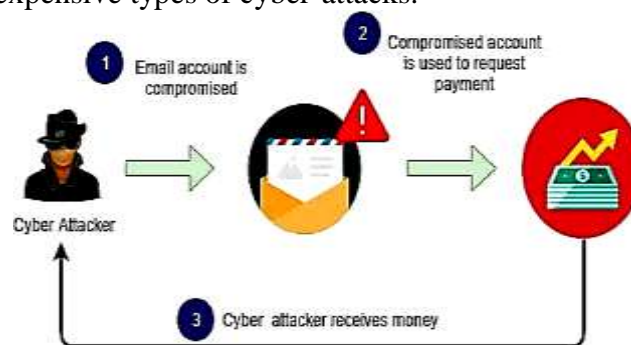 expensive types of cyber-attacks.
1
Email account is
compromised
2
Compromised account
is used to request
payment
Cyber Attacker
3 Cyber attacker receives money